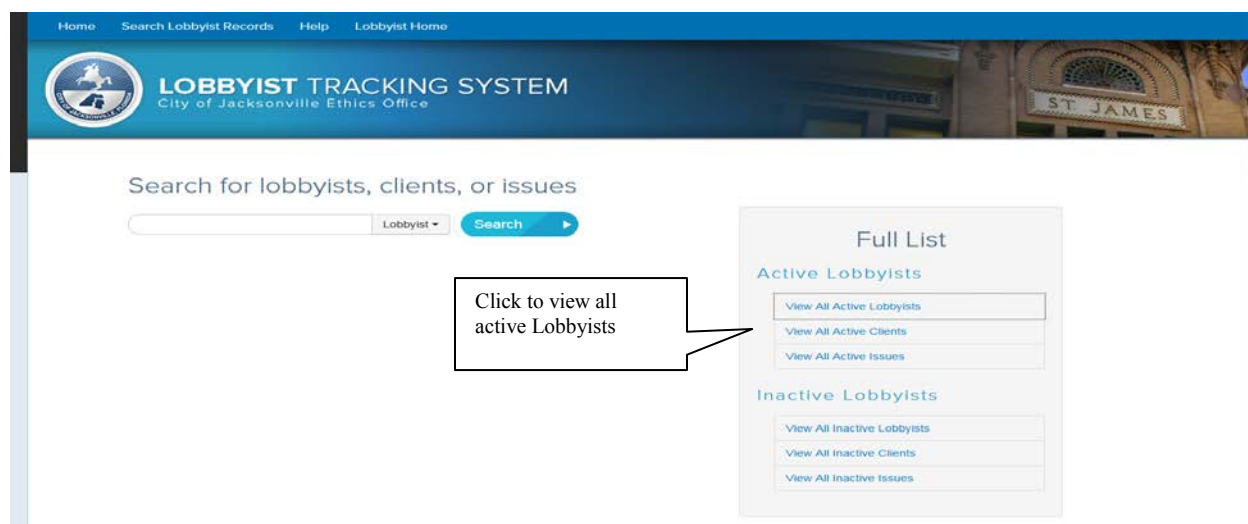 Home Search Lobbyist Records Help Lobbyist Home
LOBBYIST TRACKING SYSTEM
City of Jacksonville Ethics Office
ST. JAMES
Search for lobbyists, clients, or issues
Lobbyist Search
Full List
Active Lobbyists
View All Active Lobbyists
View All Active Clients
View All Active Issues
Click to view all
active Lobbyists
Inactive Lobbyists
View All Inactive Lobbyists
View All Inactive Clients
View All Inactive Issues